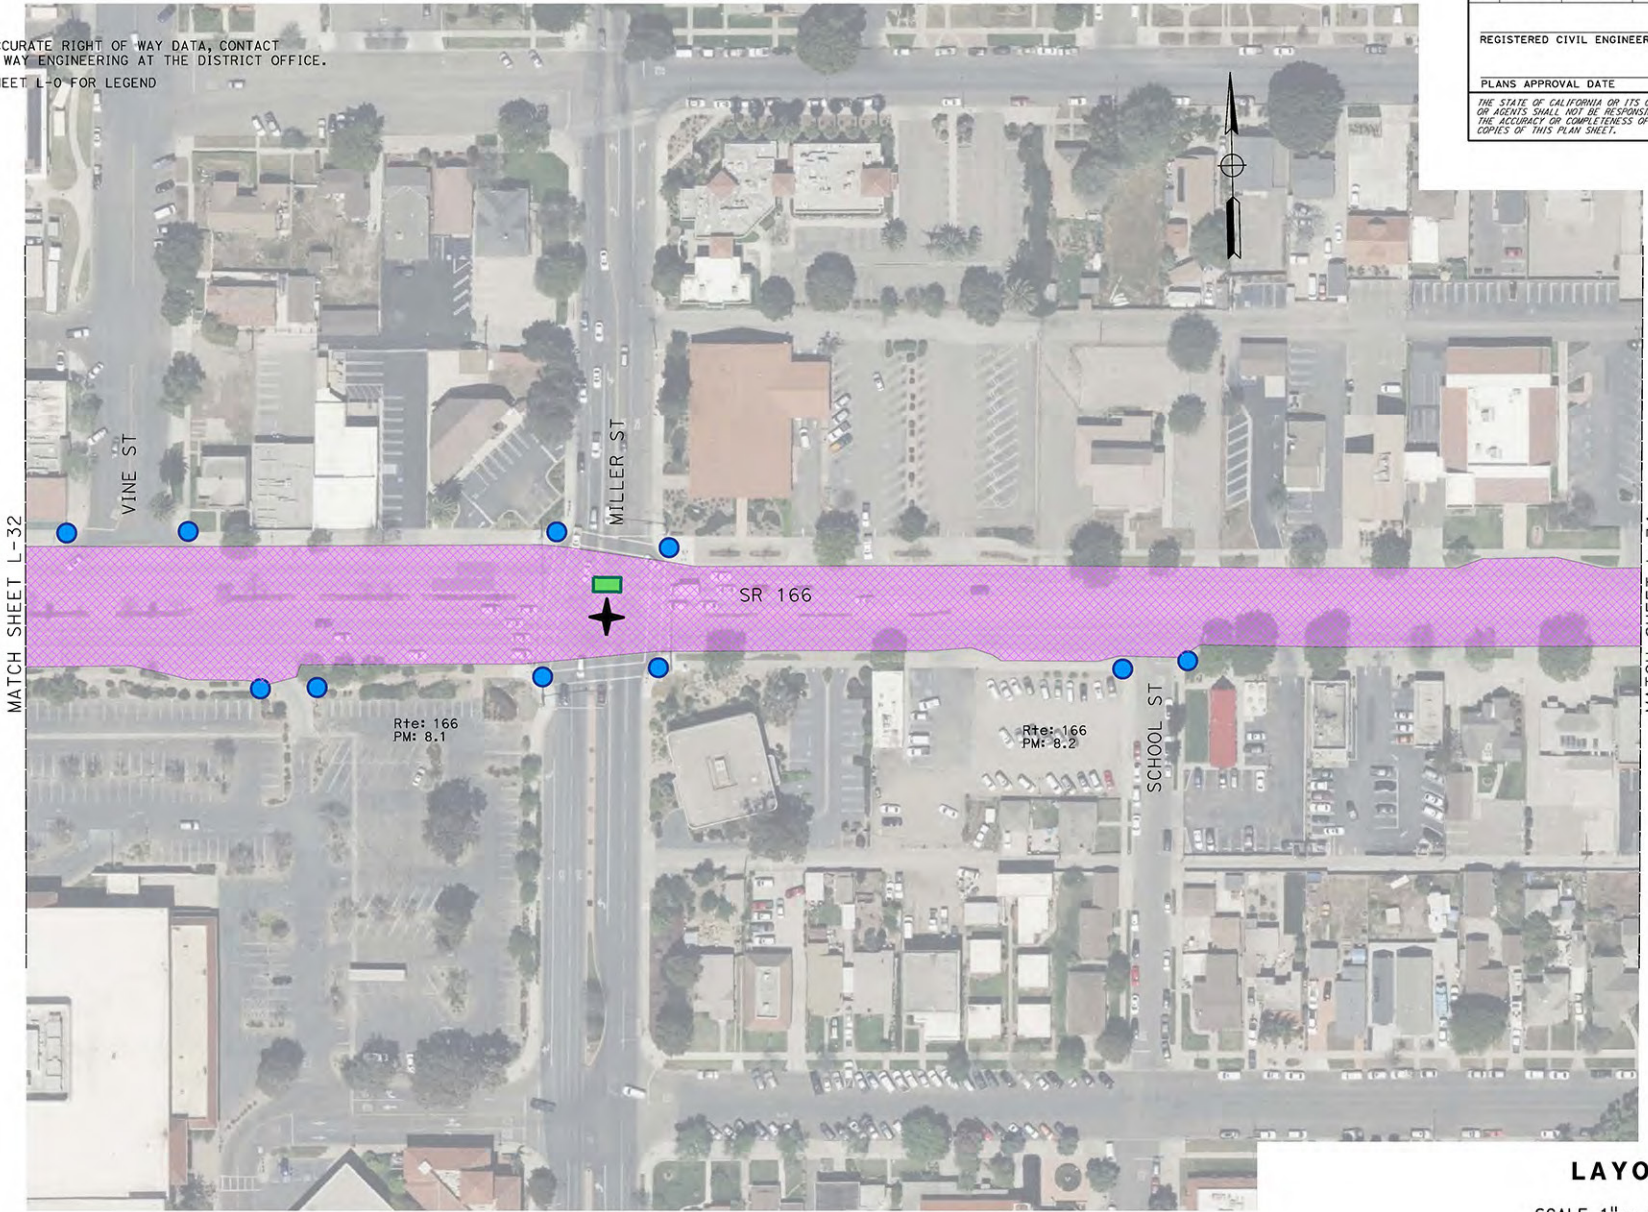 CURATE RIGHT OF WAY DATA, CONTACT
WAY ENGINEERING AT THE DISTRICT OFFICE.
EET L-0 FOR LEGEND
REGISTERED CIVIL ENGINEER
PLANS APPROVAL DATE
THE STATE OF CALIFORNIA OR ITS
OR AGENTS SHALL NOT BE RESPONSI
THE ACCURACY OR COMPLETENESS OF
COPIES OF THIS PLAN SHEET.
VINE ST
MILLER ST
MATCH SHEET L-32
SR 166
Rte: 166
PM: 8.1
Rte: 166
PM: 8.2
SCHOOL ST
LAYO